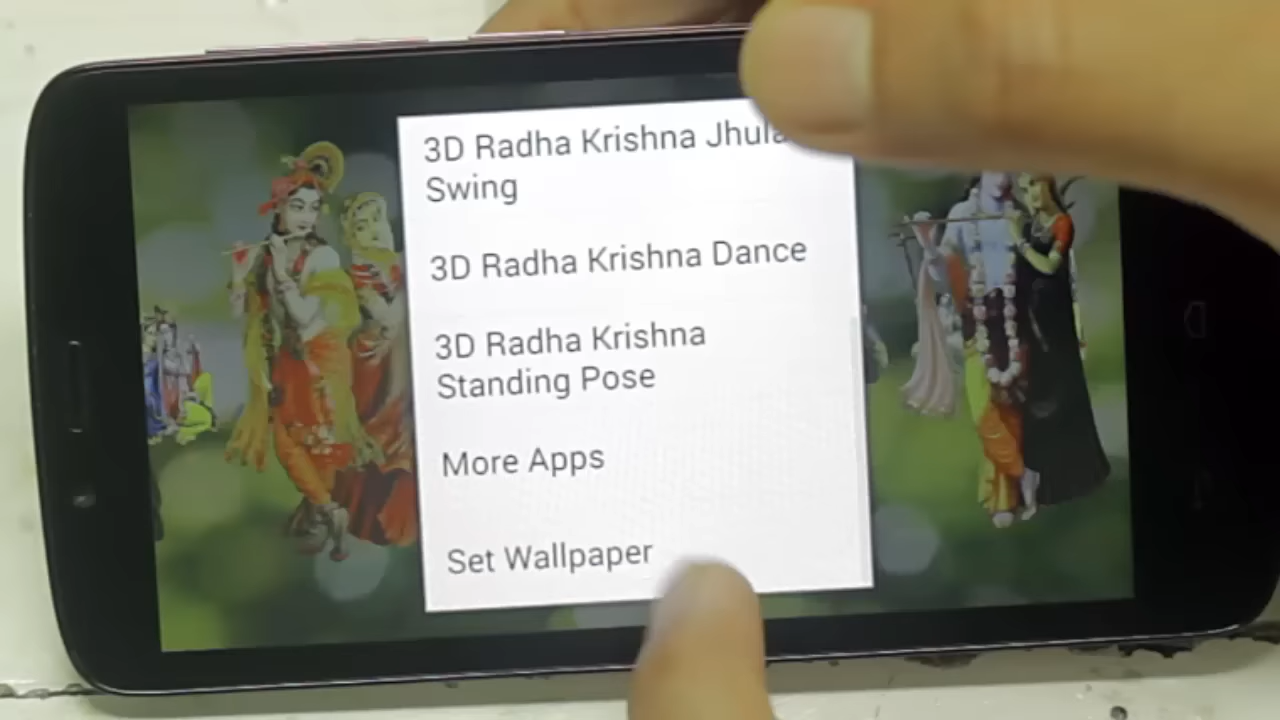 3D Radha Krishna Jhula
Swing
3D Radha Krishna Dance
3D Radha Krishna
Standing Pose
More Apps
Set Wallpaper